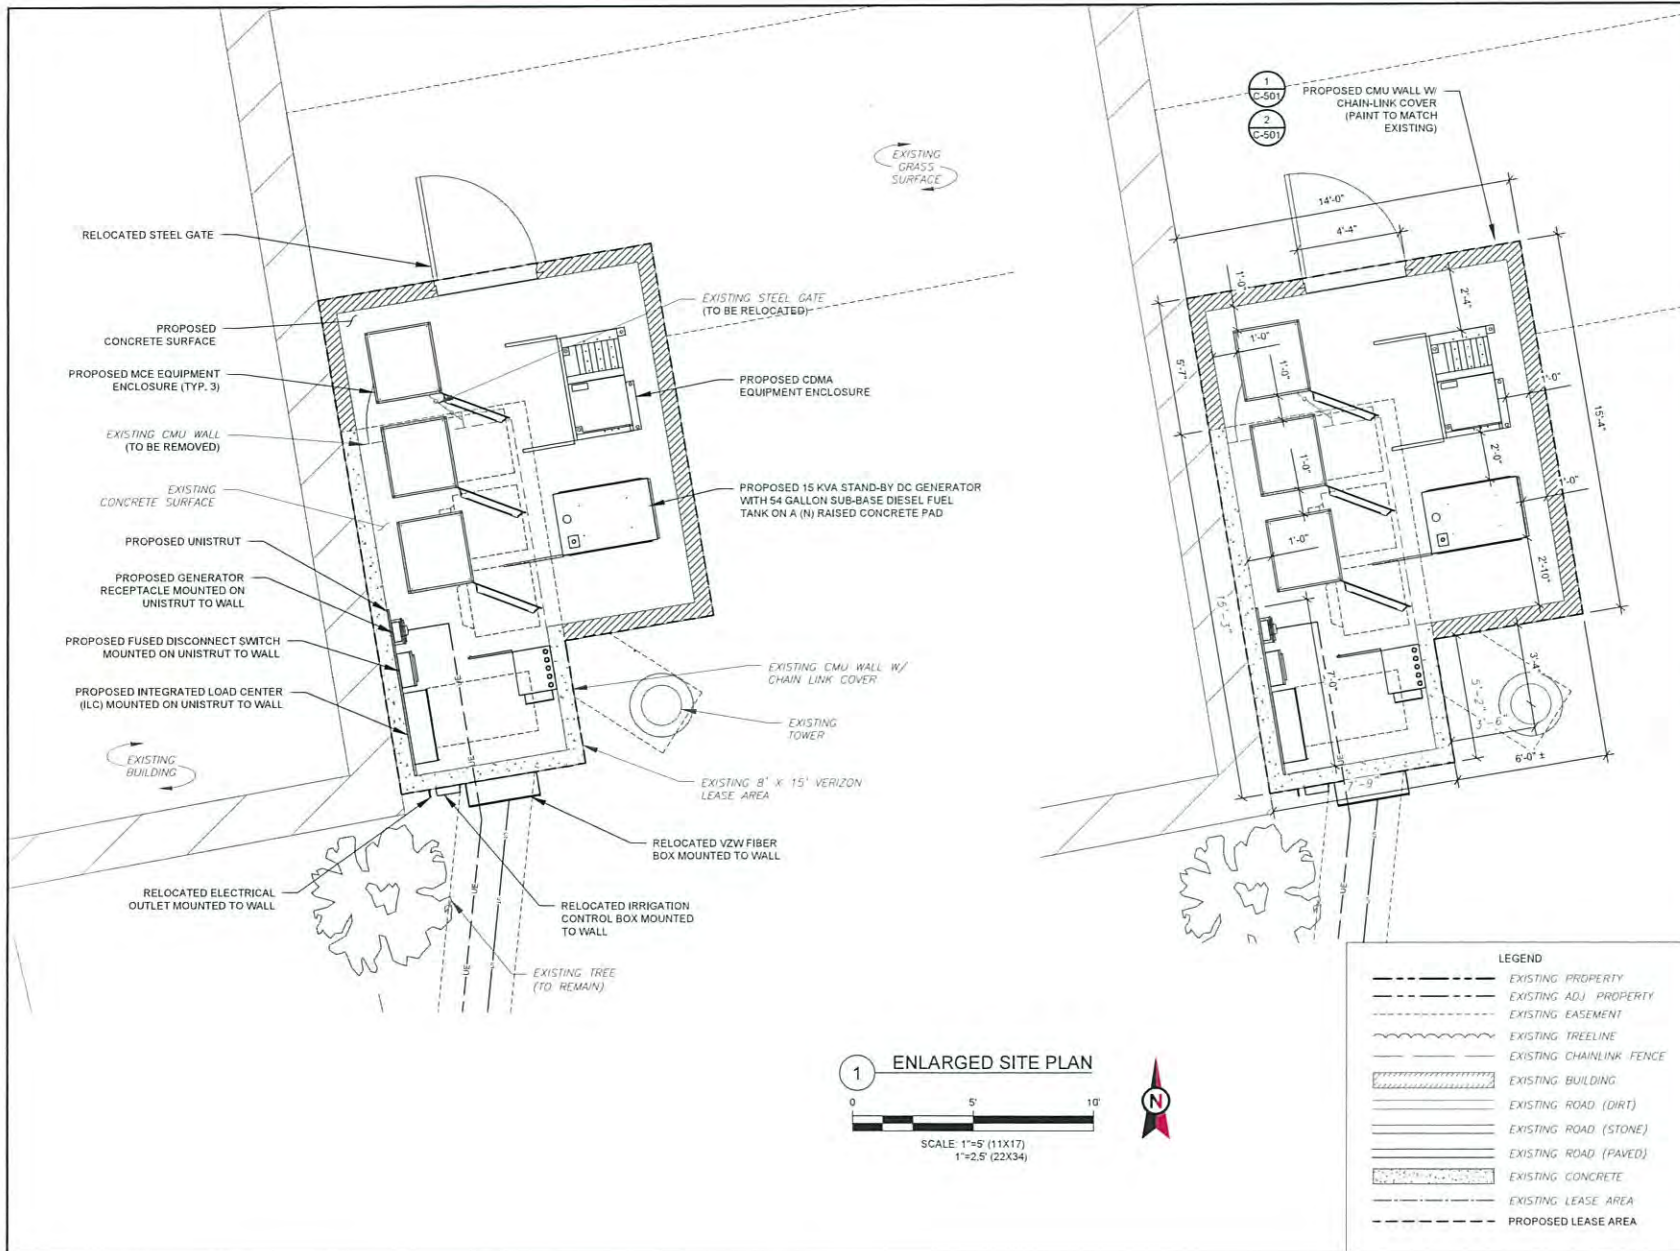 RELOCATED STEEL GATE
PROPOSED
CONCRETE SURFACE
PROPOSED MCE EQUIPMENT
ENCLOSURE (TYP. 3)
EXISTING CMU WALL
(TO BE REMOVED)
EXISTING
CONCRETE SURFACE
PROPOSED UNISTRUT
PROPOSED GENERATOR
RECEPTACLE MOUNTED ON
UNISTRUT TO WALL
PROPOSED FUSED DISCONNECT SWITCH
MOUNTED ON UNISTRUT TO WALL
PROPOSED INTEGRATED LOAD CENTER
(ILC) MOUNTED ON UNISTRUT TO WALL
EXISTING
BUILDING
RELOCATED ELECTRICAL
OUTLET MOUNTED TO WALL
EXISTING
GRASS
SURFACE
EXISTING STEEL GATE
(TO BE RELOCATED)
PROPOSED CDMA
EQUIPMENT ENCLOSURE
PROPOSED 15 KVA STAND-BY DC GENERATOR
WITH 54 GALLON SUB-BASE DIESEL FUEL
TANK ON A (N) RAISED CONCRETE PAD
EXISTING CMU WALL W/
CHAIN LINK COVER
EXISTING
TOWER
EXISTING 8' X 15' VERIZON
LEASE AREA
RELOCATED VZW FIBER
BOX MOUNTED TO WALL
RELOCATED IRRIGATION
CONTROL BOX MOUNTED
TO WALL
EXISTING TREE
(TO REMAIN)
UE
UE
UE
UE
1
C-501
2
C-501
PROPOSED CMU WALL W/
CHAIN-LINK COVER
(PAINT TO MATCH
EXISTING)
14'-0"
4'-4"
1'-0"
2'-4"
1'-0"
1'-0"
5'-7"
1'-0"
15'-4"
2'-0"
1'-0"
1'-0"
2'-10"
15'-3"
3'-4"
7'-0"
5'-2"
3'-6"
6'-0" ±
7'-9"
UE
UE
UE
1 ENLARGED SITE PLAN
0 5' 10'
SCALE: 1"=5' (11X17)
1"=2.5' (22X34)
N
LEGEND
EXISTING PROPERTY
EXISTING ADJ PROPERTY
EXISTING EASEMENT
EXISTING TREELINE
EXISTING CHAINLINK FENCE
EXISTING BUILDING
EXISTING ROAD (DIRT)
EXISTING ROAD (STONE)
EXISTING ROAD (PAVED)
EXISTING CONCRETE
EXISTING LEASE AREA
PROPOSED LEASE AREA